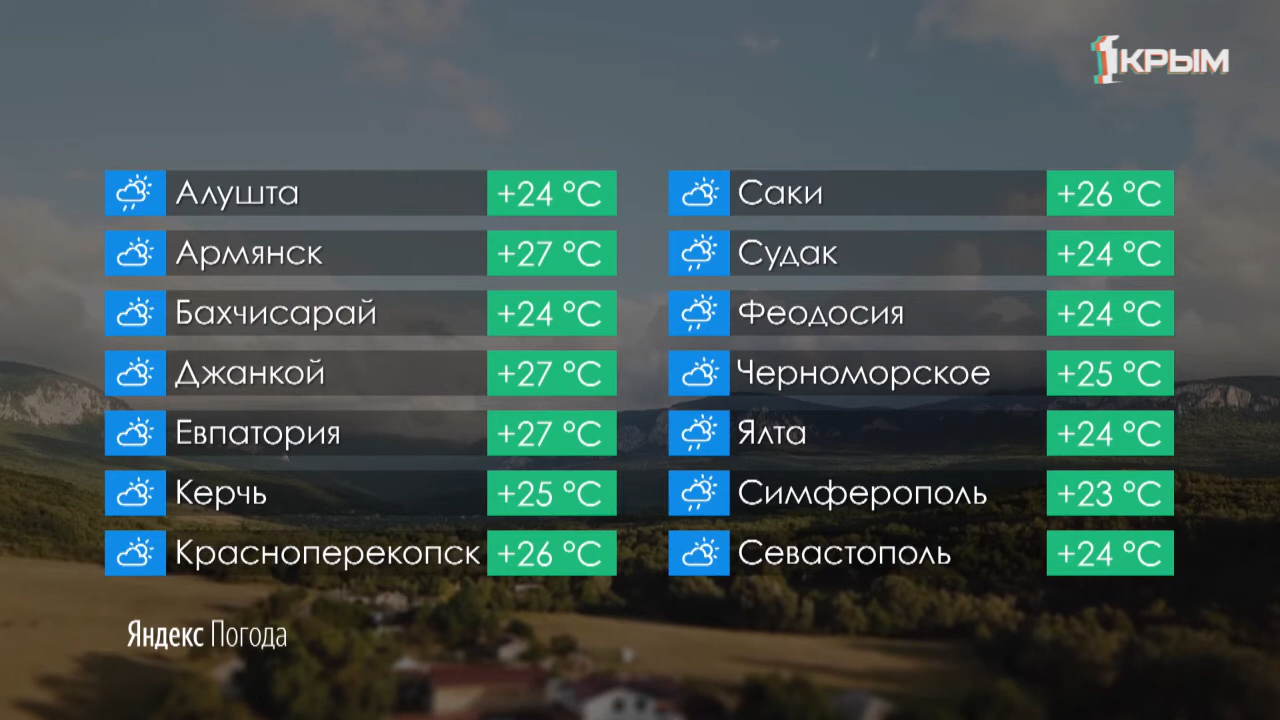 1КРЫМ
Алушта +24 °C
Армянск +27 °C
Бахчисарай +24 °C
Джанкой +27 °C
Евпатория +27 °C
Керчь +25 °C
Красноперекопск +26 °C
Саки +26 °C
Судак +24 °C
Феодосия +24 °C
Черноморское +25 °C
Ялта +24 °C
Симферополь +23 °C
Севастополь +24 °C
Яндекс Погода